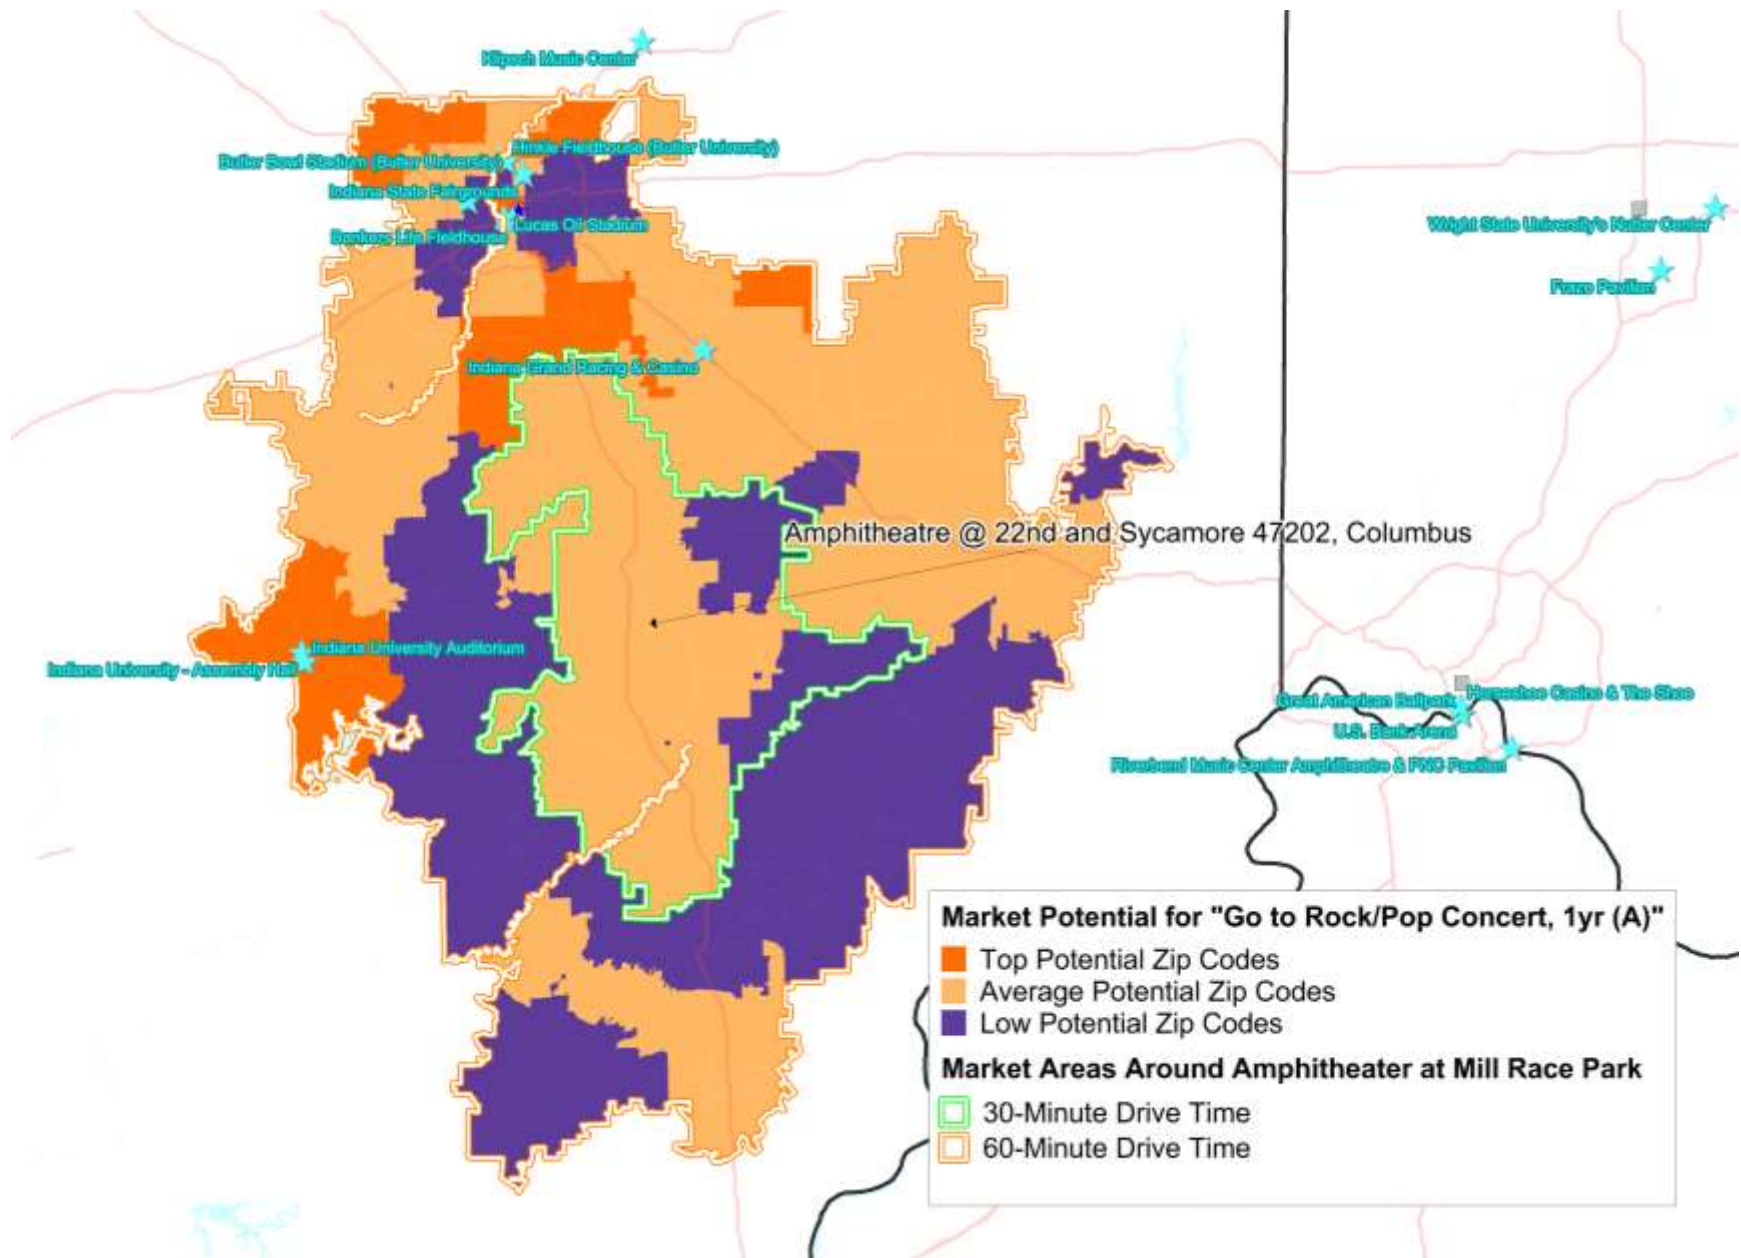 Klipsch Music Center
Hinkle Fieldhouse (Butler University)
Butler Bowl Stadium (Butler University)
Indiana State Fairgrounds
Lucas Oil Stadium
Bankers Life Fieldhouse
Wright State University's Nutter Center
Fraze Pavilion
Indiana Grand Racing & Casino
Amphitheatre @ 22nd and Sycamore 47202, Columbus
Indiana University Auditorium
Indiana University - Assembly Hall
Horseshoe Casino & The Shoe
Great American Ballpark
U.S. Bank Arena
Riverbend Music Center Amphitheatre & PNC Pavilion
Market Potential for "Go to Rock/Pop Concert, 1yr (A)"
Top Potential Zip Codes
Average Potential Zip Codes
Low Potential Zip Codes
Market Areas Around Amphitheater at Mill Race Park
30-Minute Drive Time
60-Minute Drive Time